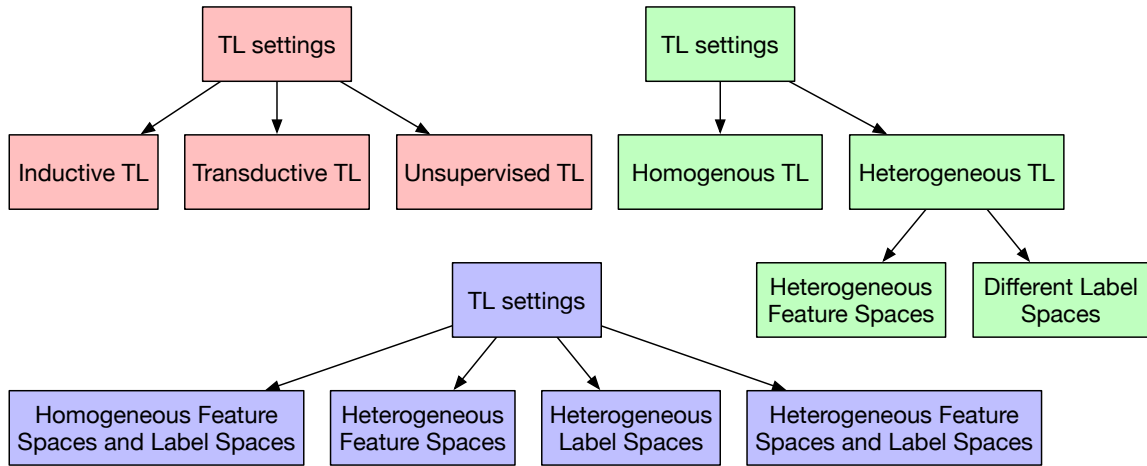 TL settings
Inductive TL
Transductive TL
Unsupervised TL
TL settings
Homogenous TL
Heterogeneous TL
Heterogeneous
Feature Spaces
Different Label
Spaces
TL settings
Homogeneous Feature
Spaces and Label Spaces
Heterogeneous
Feature Spaces
Heterogeneous
Label Spaces
Heterogeneous Feature
Spaces and Label Spaces